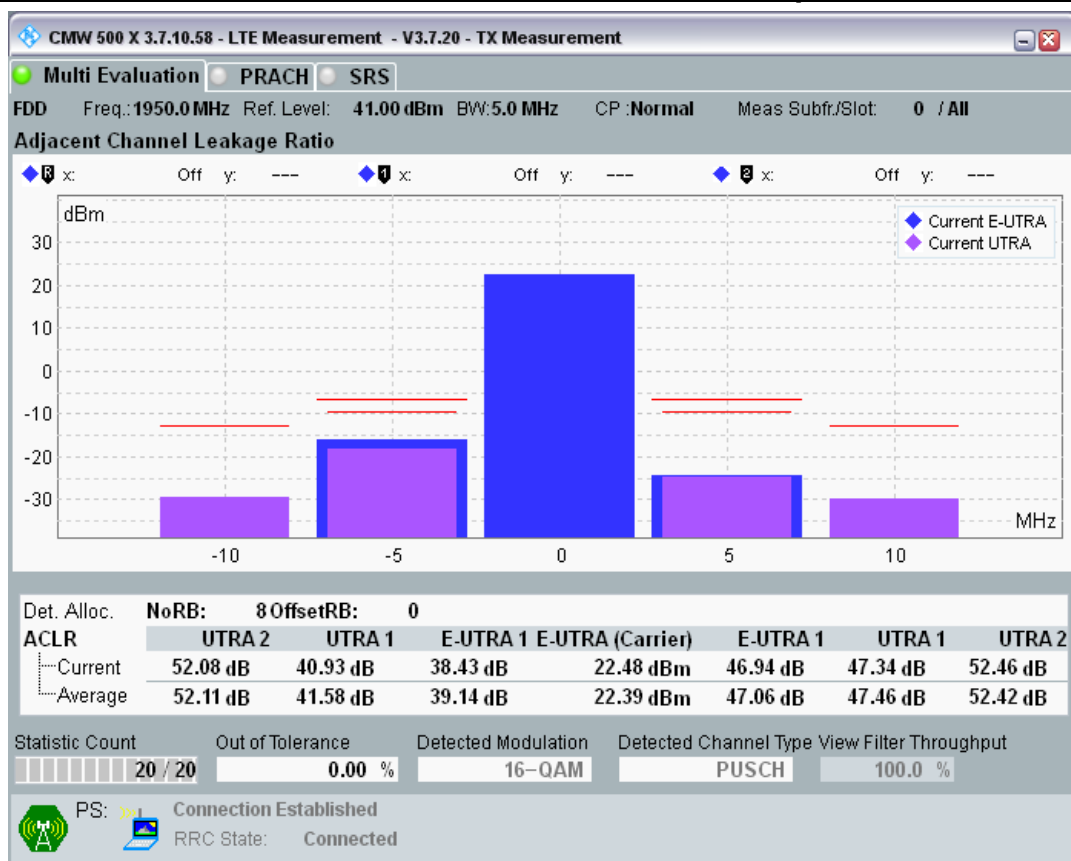 CMW 500 X 3.7.10.58 - LTE Measurement - V3.7.20 - TX Measurement
Multi Evaluation PRACH SRS
FDD Freq.: 1950.0 MHz Ref. Level: 41.00 dBm BW: 5.0 MHz CP : Normal Meas Subfr./Slot: 0 / All
Adjacent Channel Leakage Ratio
R x: Off y: --- 1 x: Off y: --- 2 x: Off y: ---
dBm
Current E-UTRA
Current UTRA
30
20
10
0
-10
-20
-30
MHz
-10 -5 0 5 10
Det. Alloc. NoRB: 8 OffsetRB: 0
ACLR UTRA 2 UTRA 1 E-UTRA 1 E-UTRA (Carrier) E-UTRA 1 UTRA 1 UTRA 2
Current 52.08 dB 40.93 dB 38.43 dB 22.48 dBm 46.94 dB 47.34 dB 52.46 dB
Average 52.11 dB 41.58 dB 39.14 dB 22.39 dBm 47.06 dB 47.46 dB 52.42 dB
Statistic Count Out of Tolerance Detected Modulation Detected Channel Type View Filter Throughput
20 / 20 0.00 % 16-QAM PUSCH 100.0 %
PS: Connection Established
RRC State: Connected